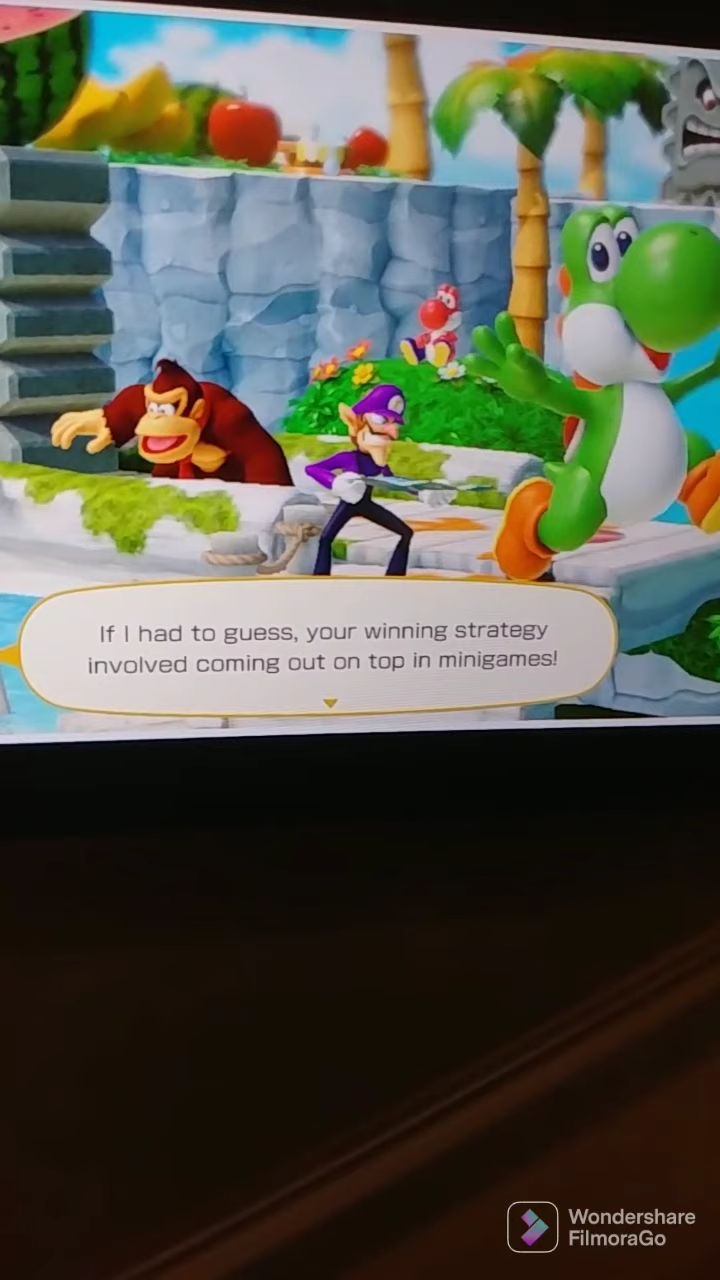 If I had to guess, your winning strategy
involved coming out on top in minigames!
Wondershare
FilmoraGo